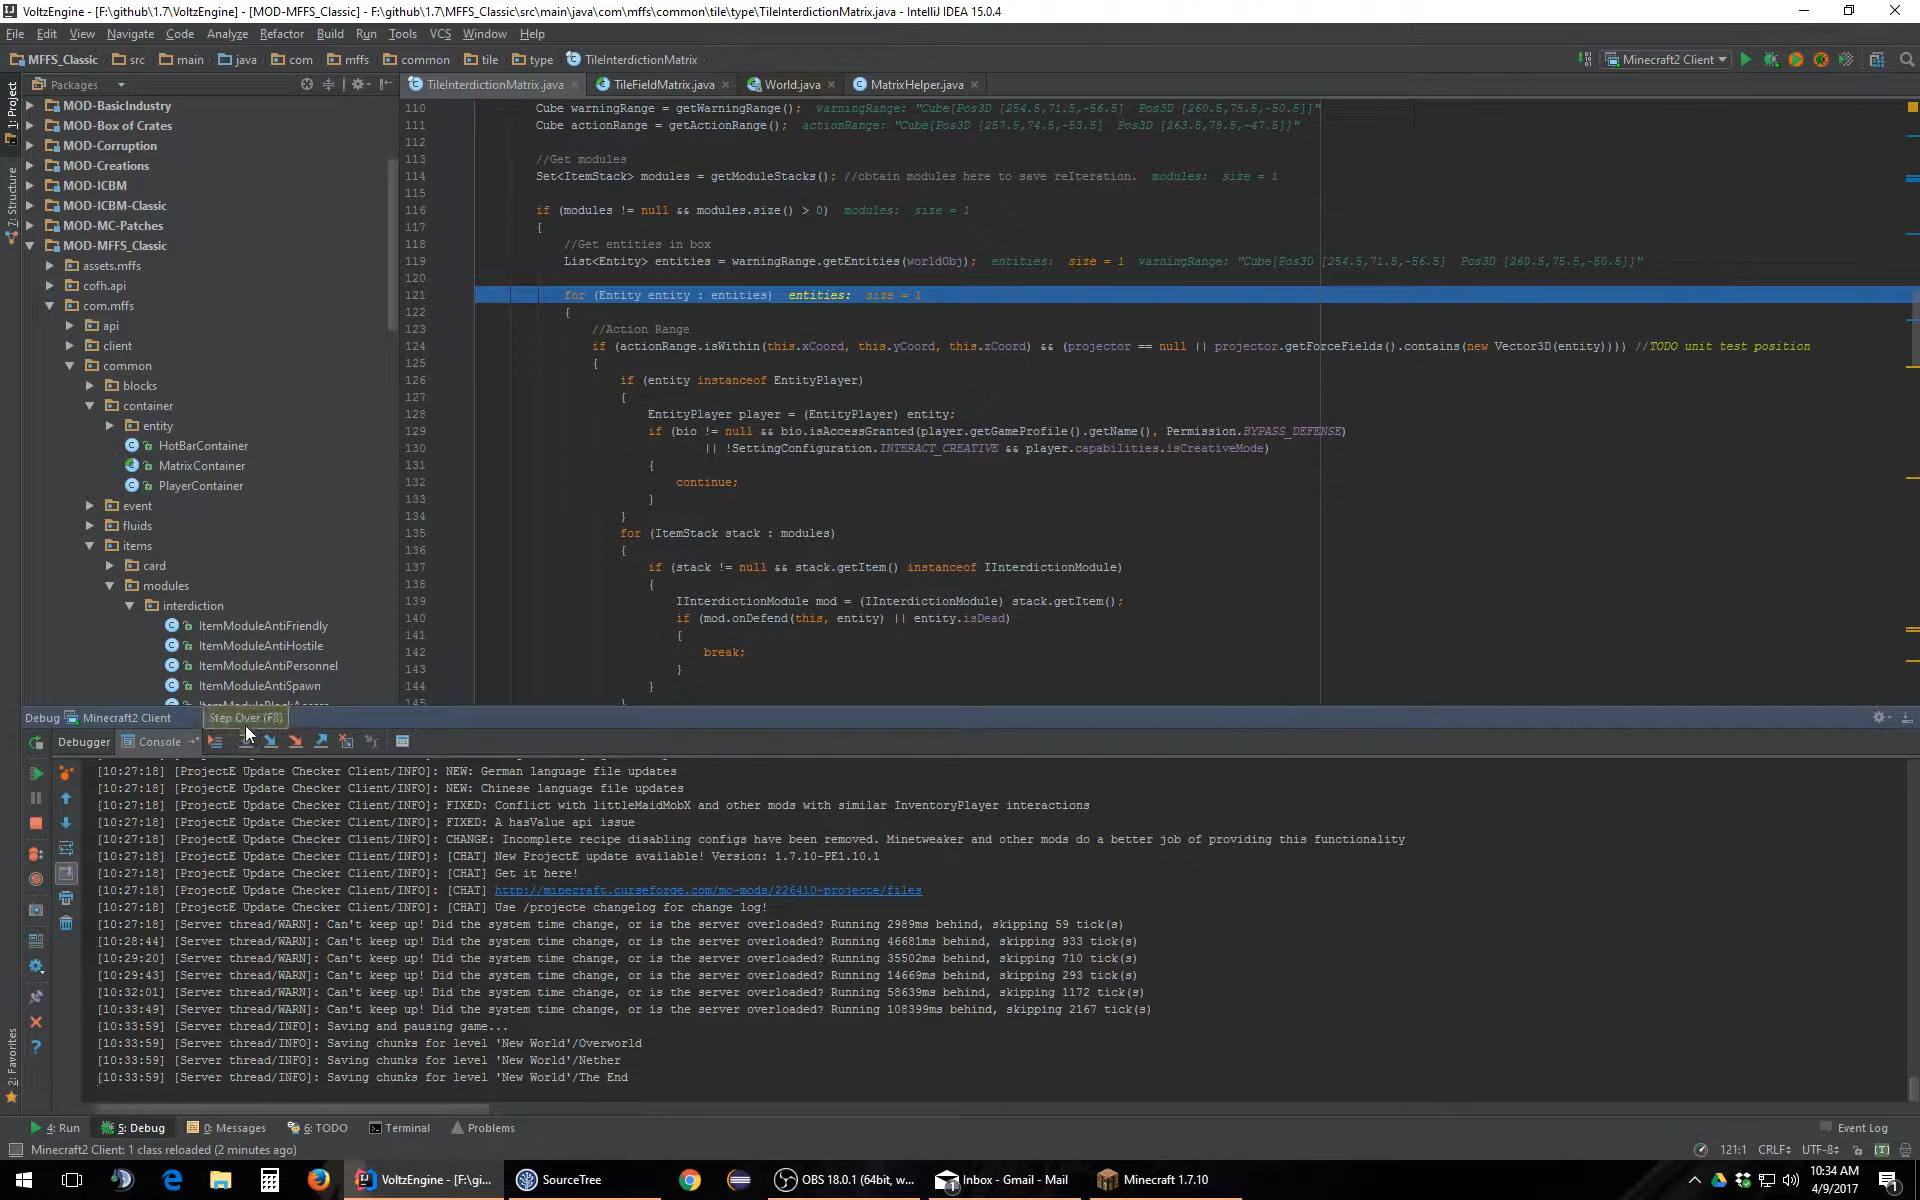 VoltzEngine - [F:\github\1.7\VoltzEngine] - [MOD-MFFS_Classic] - F:\github\1.7\MFFS_Classic\src\main\java\com\mffs\common\tile\type\TileInterdictionMatrix.java - IntelliJ IDEA 15.0.4
File Edit View Navigate Code Analyze Refactor Build Run Tools VCS Window Help
MFFS_Classic src main java com mffs common tile type TileInterdictionMatrix
Minecraft2 Client
Packages
TileInterdictionMatrix.java TileFieldMatrix.java World.java MatrixHelper.java
1: Project
7: Structure
2: Favorites
MOD-BasicIndustry
MOD-Box of Crates
MOD-Corruption
MOD-Creations
MOD-ICBM
MOD-ICBM-Classic
MOD-MC-Patches
MOD-MFFS_Classic
assets.mffs
cofh.api
com.mffs
api
client
common
blocks
container
entity
HotBarContainer
MatrixContainer
PlayerContainer
event
fluids
items
card
modules
interdiction
ItemModuleAntiFriendly
ItemModuleAntiHostile
ItemModuleAntiPersonnel
ItemModuleAntiSpawn
110 Cube warningRange = getWarningRange(); warningRange: "Cube[Pos3D [254.5,71.5,-56.5] Pos3D [260.5,75.5,-50.5]]"
111 Cube actionRange = getActionRange(); actionRange: "Cube[Pos3D [257.5,74.5,-53.5] Pos3D [263.5,78.5,-47.5]]"
112
113 //Get modules
114 Set<ItemStack> modules = getModuleStacks(); //obtain modules here to save reIteration. modules: size = 1
115
116 if (modules != null && modules.size() > 0) modules: size = 1
117 {
118 //Get entities in box
119 List<Entity> entities = warningRange.getEntities(worldObj); entities: size = 1 warningRange: "Cube[Pos3D [254.5,71.5,-56.5] Pos3D [260.5,75.5,-50.5]]"
120
121 for (Entity entity : entities) entities: size = 1
122 {
123 //Action Range
124 if (actionRange.isWithin(this.xCoord, this.yCoord, this.zCoord) && (projector == null || projector.getForceFields().contains(new Vector3D(entity)))) //TODO unit test position
125 {
126 if (entity instanceof EntityPlayer)
127 {
128 EntityPlayer player = (EntityPlayer) entity;
129 if (bio != null && bio.isAccessGranted(player.getGameProfile().getName(), Permission.BYPASS_DEFENSE)
130 || !SettingConfiguration.INTERACT_CREATIVE && player.capabilities.isCreativeMode)
131 {
132 continue;
133 }
134 }
135 for (ItemStack stack : modules)
136 {
137 if (stack != null && stack.getItem() instanceof IInterdictionModule)
138 {
139 IInterdictionModule mod = (IInterdictionModule) stack.getItem();
140 if (mod.onDefend(this, entity) || entity.isDead)
141 {
142 break;
143 }
144 }
145 }
Debug Minecraft2 Client
Step Over (F8)
Debugger Console
[10:27:18] [ProjectE Update Checker Client/INFO]: NEW: German language file updates
[10:27:18] [ProjectE Update Checker Client/INFO]: NEW: Chinese language file updates
[10:27:18] [ProjectE Update Checker Client/INFO]: FIXED: Conflict with littleMaidMobX and other mods with similar InventoryPlayer interactions
[10:27:18] [ProjectE Update Checker Client/INFO]: FIXED: A hasValue api issue
[10:27:18] [ProjectE Update Checker Client/INFO]: CHANGE: Incomplete recipe disabling configs have been removed. Minetweaker and other mods do a better job of providing this functionality
[10:27:18] [ProjectE Update Checker Client/INFO]: [CHAT] New ProjectE update available! Version: 1.7.10-PE1.10.1
[10:27:18] [ProjectE Update Checker Client/INFO]: [CHAT] Get it here!
[10:27:18] [ProjectE Update Checker Client/INFO]: [CHAT] http://minecraft.curseforge.com/mc-mods/226410-projecte/files
[10:27:18] [ProjectE Update Checker Client/INFO]: [CHAT] Use /projecte changelog for change log!
[10:27:18] [Server thread/WARN]: Can't keep up! Did the system time change, or is the server overloaded? Running 2989ms behind, skipping 59 tick(s)
[10:28:44] [Server thread/WARN]: Can't keep up! Did the system time change, or is the server overloaded? Running 46681ms behind, skipping 933 tick(s)
[10:29:20] [Server thread/WARN]: Can't keep up! Did the system time change, or is the server overloaded? Running 35502ms behind, skipping 710 tick(s)
[10:29:43] [Server thread/WARN]: Can't keep up! Did the system time change, or is the server overloaded? Running 14669ms behind, skipping 293 tick(s)
[10:32:01] [Server thread/WARN]: Can't keep up! Did the system time change, or is the server overloaded? Running 58639ms behind, skipping 1172 tick(s)
[10:33:49] [Server thread/WARN]: Can't keep up! Did the system time change, or is the server overloaded? Running 108399ms behind, skipping 2167 tick(s)
[10:33:59] [Server thread/INFO]: Saving and pausing game...
[10:33:59] [Server thread/INFO]: Saving chunks for level 'New World'/Overworld
[10:33:59] [Server thread/INFO]: Saving chunks for level 'New World'/Nether
[10:33:59] [Server thread/INFO]: Saving chunks for level 'New World'/The End
4: Run 5: Debug 0: Messages 6: TODO Terminal Problems Event Log
Minecraft2 Client: 1 class reloaded (2 minutes ago) 121:1 CRLF UTF-8
VoltzEngine - [F:\gi... SourceTree OBS 18.0.1 (64bit, w... Inbox - Gmail - Mail Minecraft 1.7.10
10:34 AM
4/9/2017